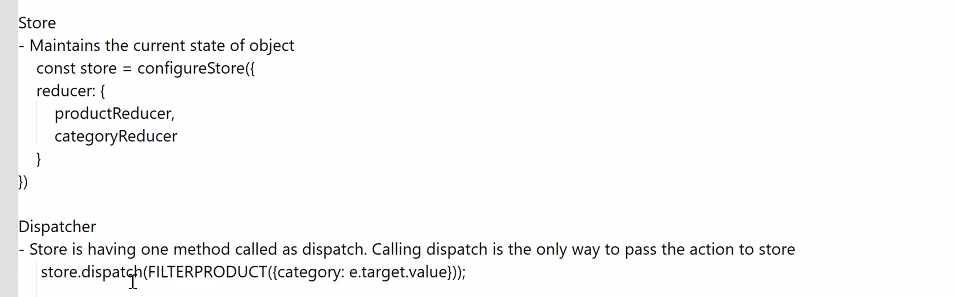 Store
- Maintains the current state of object
const store = configureStore({
reducer: {
productReducer,
categoryReducer
}
})
Dispatcher
- Store is having one method called as dispatch. Calling dispatch is the only way to pass the action to store
store.dispatch(FILTERPRODUCT({category: e.target.value}));